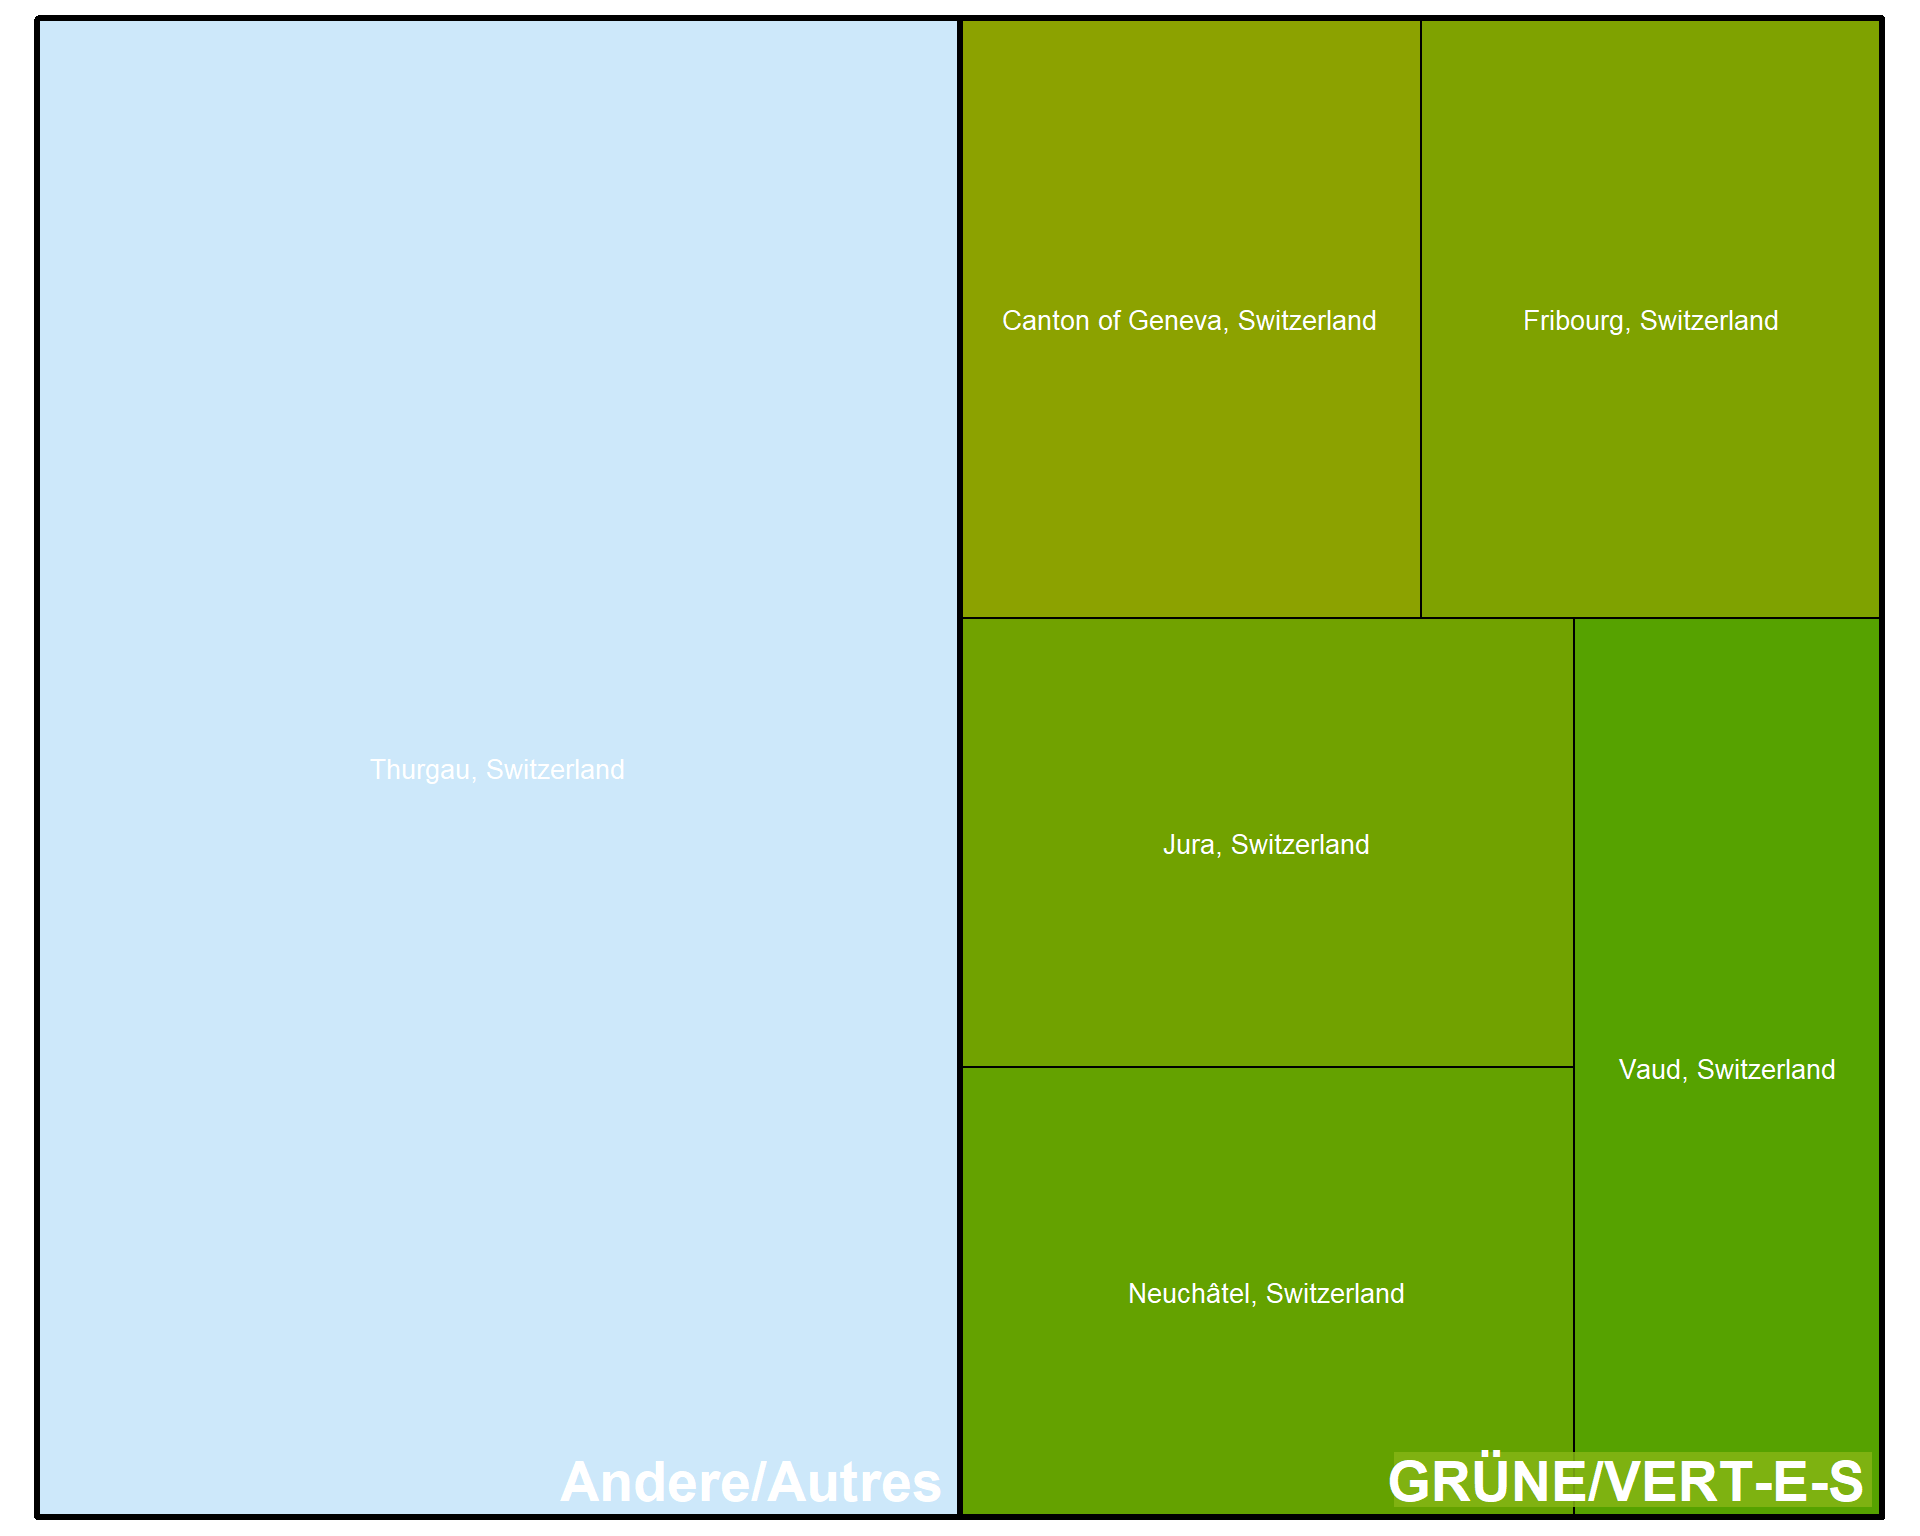 Thurgau, Switzerland
Andere/Autres
Canton of Geneva, Switzerland
Fribourg, Switzerland
Jura, Switzerland
Vaud, Switzerland
Neuchâtel, Switzerland
GRÜNE/VERT-E-S